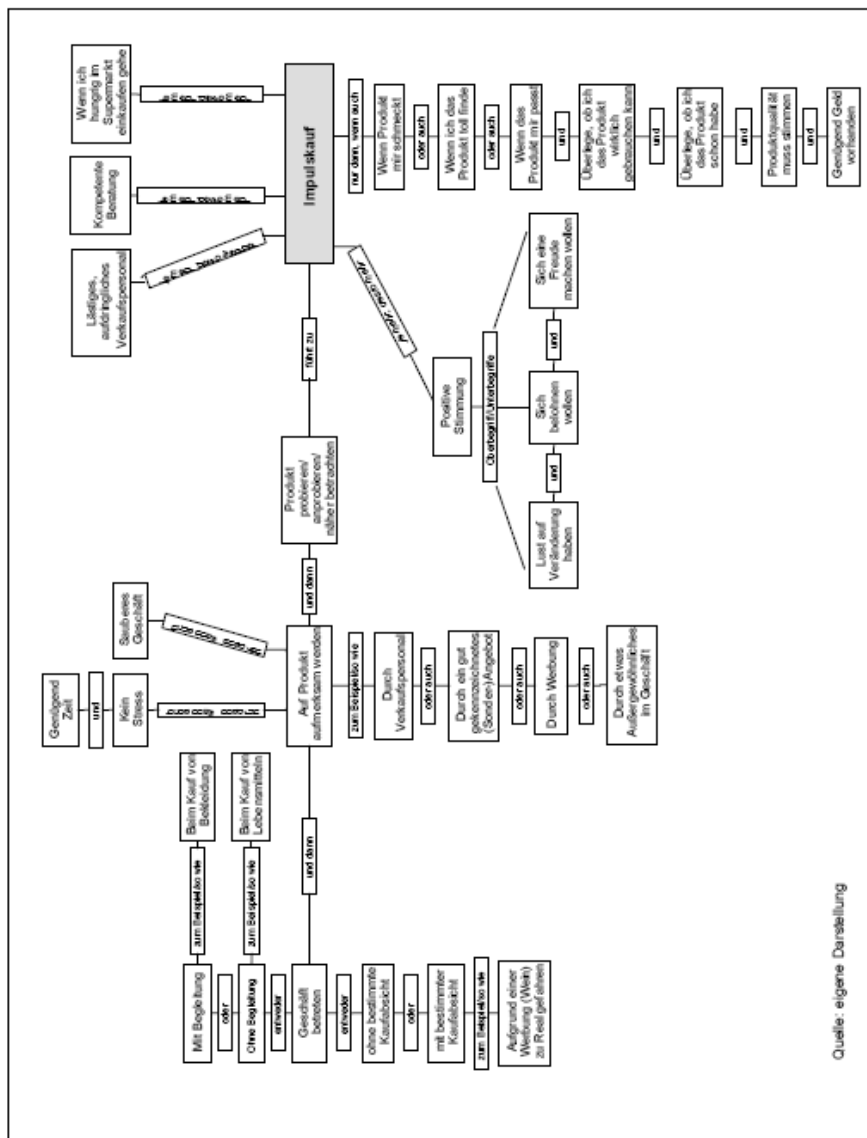 Genügend
Zeit
und
Kein
Stress
Sauberes
Geschäft
Lästiges,
aufdringliches
Verkaufspersonal
Kompetente
Beratung
Wenn ich
hungrig im
Supermarkt
einkaufen gehe
Mit Begleitung
zum Beispiel/so wie
Beim Kauf von
Bekleidung
oder
Ohne Begleitung
zum Beispiel/so wie
Beim Kauf von
Lebensmitteln
entweder
Geschäft
betreten
und dann
Auf Produkt
aufmerksam werden
und dann
Produkt
probieren/
anprobieren/
näher betrachten
führt zu
Impulskauf
entweder
ohne bestimmte
Kaufabsicht
oder
mit bestimmter
Kaufabsicht
zum Beispiel/so wie
Aufgrund einer
Werbung (Wein)
zu Real gefahren
zum Beispiel/so wie
Durch
Verkaufspersonal
oder auch
Durch ein gut
gekennzeichnetes
(Sonder-)Angebot
oder auch
Durch Werbung
oder auch
Durch etwas
Außergewöhnliches
im Geschäft
Positive
Stimmung
Oberbegriff/Unterbegriffe
Lust auf
Veränderung
haben
und
Sich
belohnen
wollen
und
Sich eine
Freude
machen wollen
nur dann, wenn auch
Wenn Produkt
mir schmeckt
oder auch
Wenn ich das
Produkt toll finde
oder auch
Wenn das
Produkt mir passt
und
Überlege, ob ich
das Produkt
wirklich
gebrauchen kann
und
Überlege, ob ich
das Produkt
schon habe
und
Produktqualität
muss stimmen
und
Genügend Geld
vorhanden
Quelle: eigene Darstellung